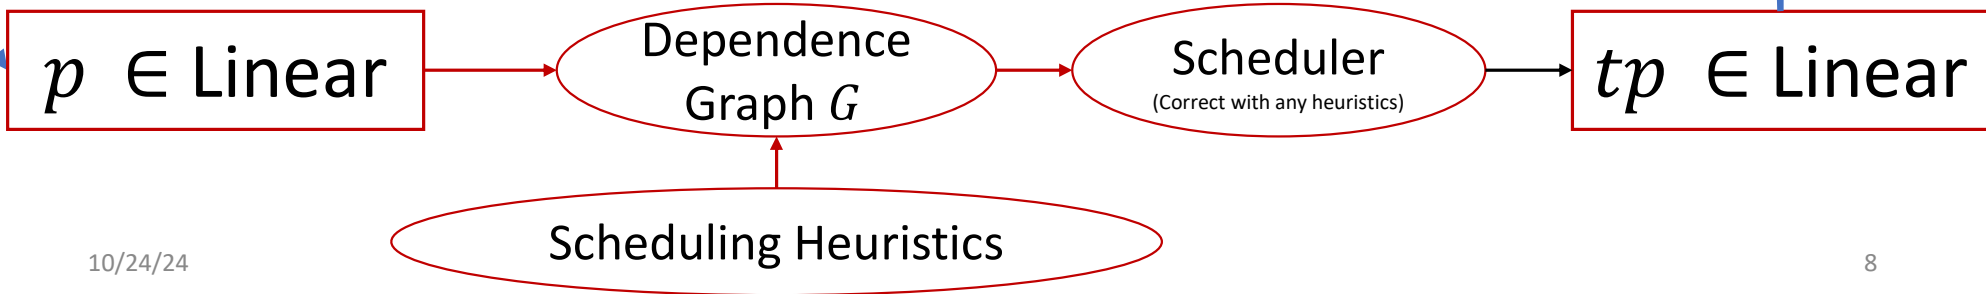 p ∈ Linear
Dependence
Graph G
Scheduler
(Correct with any heuristics)
tp ∈ Linear
Scheduling Heuristics
10/24/24
8